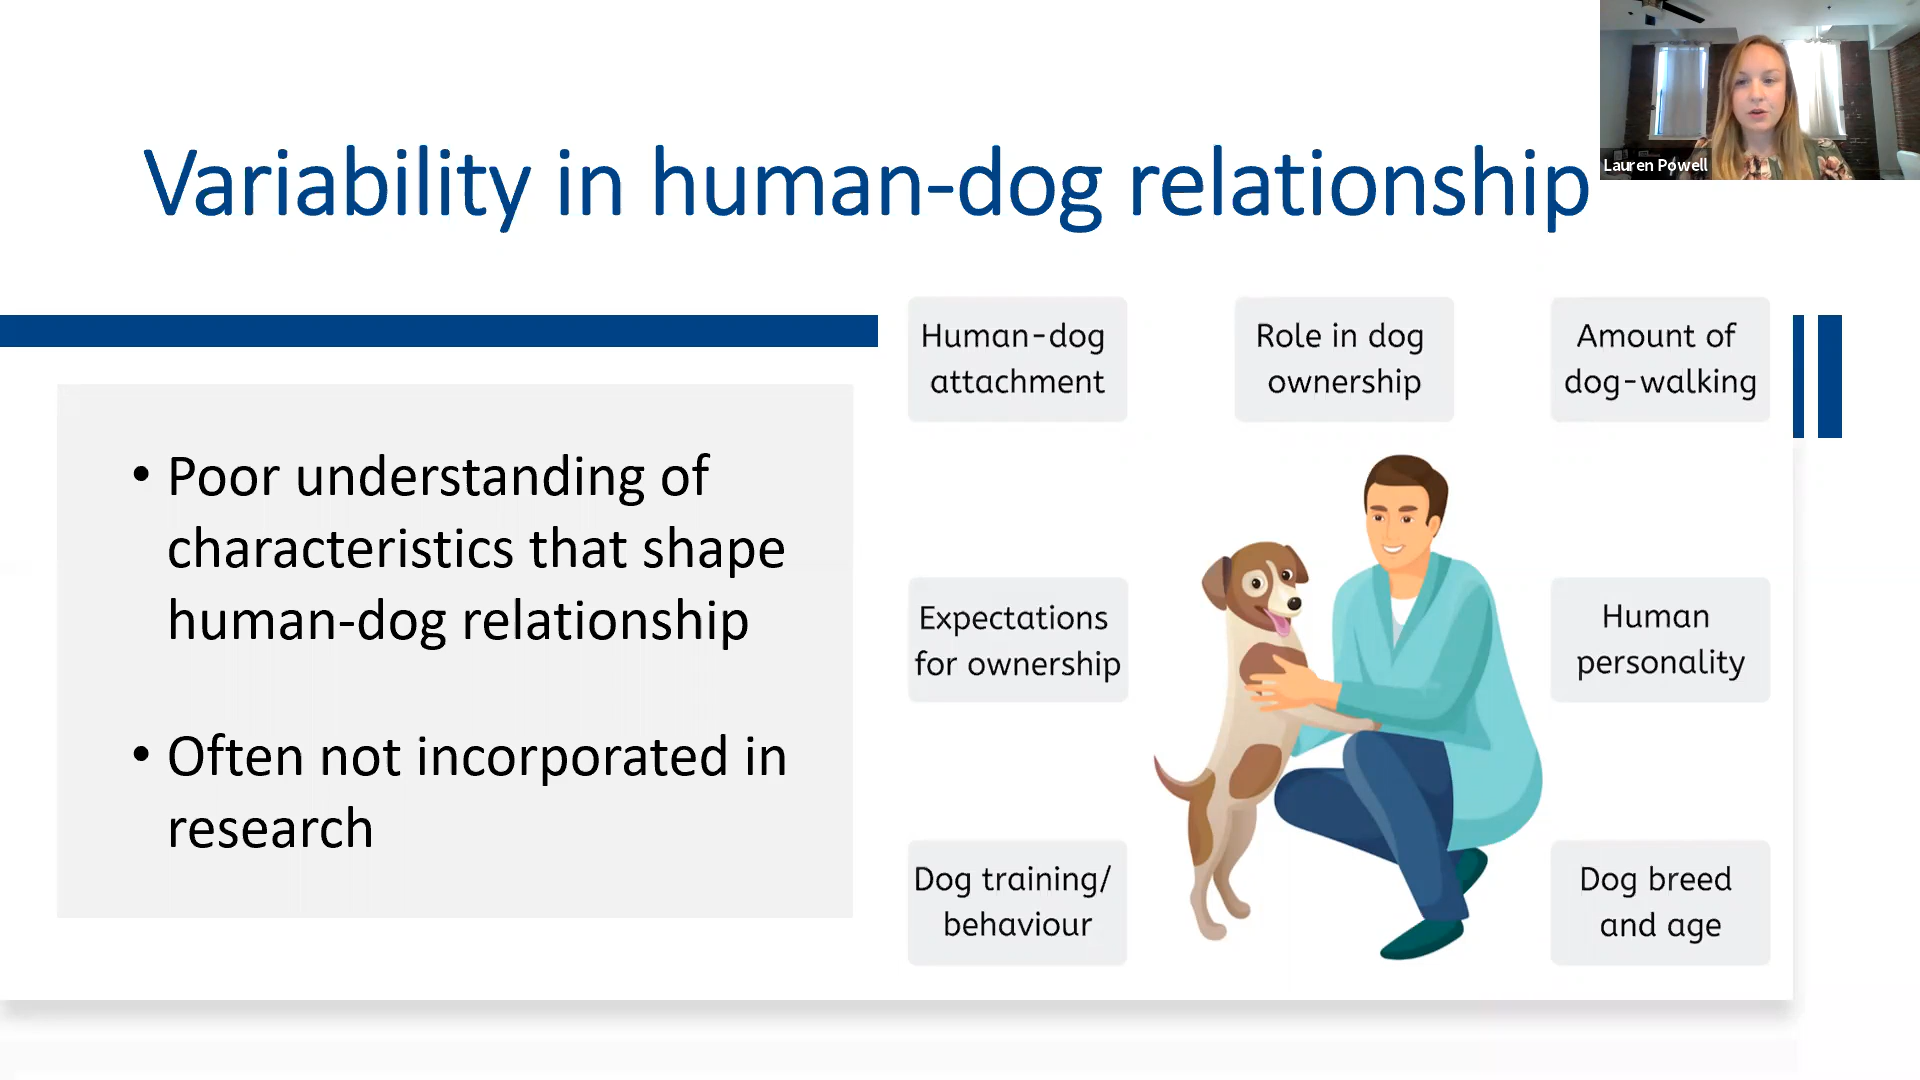 Variability in human-dog relationship
Lauren Powell
• Poor understanding of
characteristics that shape
human-dog relationship
• Often not incorporated in
research
Human-dog
attachment
Role in dog
ownership
Amount of
dog-walking
Expectations
for ownership
Human
personality
Dog training/
behaviour
Dog breed
and age